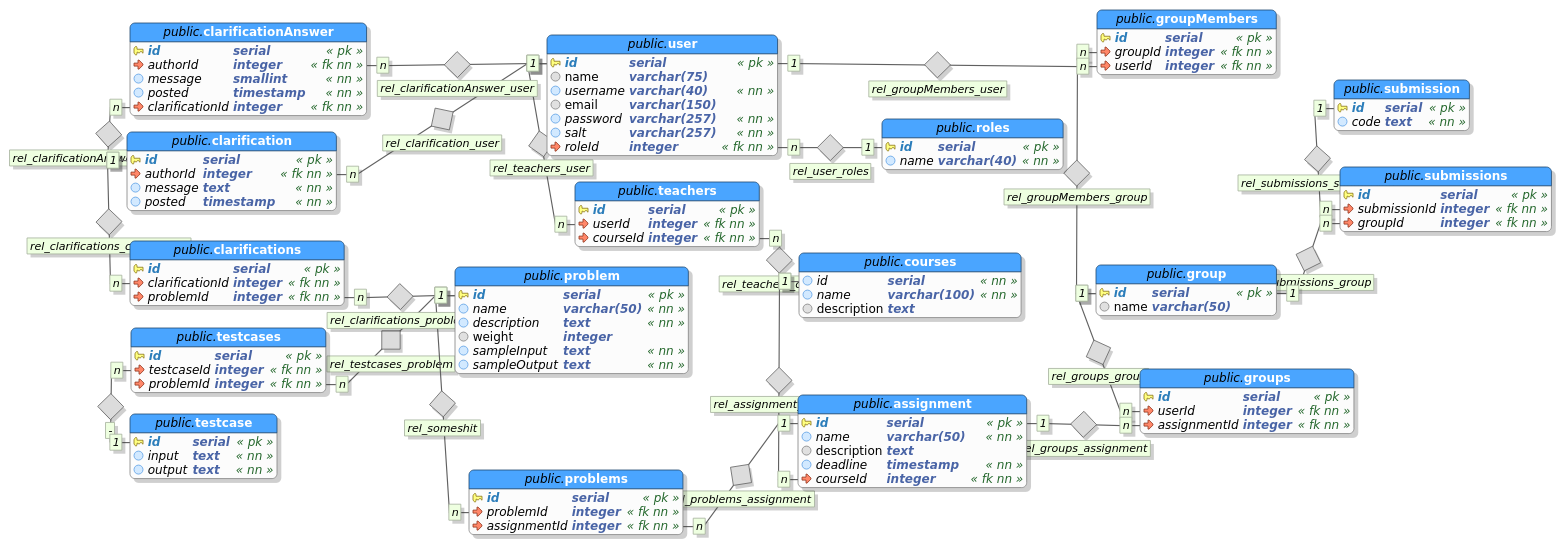 public.clarificationAnswer
id serial « pk »
authorId integer « fk nn »
message smallint « nn »
posted timestamp « nn »
clarificationId integer « fk nn »
public.user
id serial « pk »
name varchar(75)
username varchar(40) « nn »
email varchar(150)
password varchar(257) « nn »
salt varchar(257) « nn »
roleId integer « fk nn »
public.groupMembers
id serial « pk »
groupId integer « fk nn »
userId integer « fk nn »
public.submission
id serial « pk »
code text « nn »
n
1
rel_clarificationAnswer_user
1
n
n
rel_groupMembers_user
n
rel_clarificationAn
1
public.clarification
id serial « pk »
authorId integer « fk nn »
message text « nn »
posted timestamp « nn »
n
rel_clarification_user
rel_teachers_user
n
1
rel_user_roles
public.roles
id serial « pk »
name varchar(40) « nn »
rel_groupMembers_group
1
rel_submissions_s
public.submissions
id serial « pk »
submissionId integer « fk nn »
groupId integer « fk nn »
n
n
public.teachers
id serial « pk »
userId integer « fk nn »
courseId integer « fk nn »
n
n
rel_clarifications_c
public.clarifications
id serial « pk »
clarificationId integer « fk nn »
problemId integer « fk nn »
n
n
rel_clarifications_proble
public.problem
id serial « pk »
name varchar(50) « nn »
description text « nn »
weight integer
sampleInput text « nn »
sampleOutput text « nn »
1
rel_teache
1
public.courses
id serial « nn »
name varchar(100) « nn »
description text
public.group
id serial « pk »
name varchar(50)
1
1
bmissions_group
public.testcases
id serial « pk »
testcaseId integer « fk nn »
problemId integer « fk nn »
n
n
rel_testcases_problem
-
1
public.testcase
id serial « pk »
input text « nn »
output text « nn »
rel_someshit
rel_assignment
public.assignment
id serial « pk »
name varchar(50) « nn »
description text
deadline timestamp « nn »
courseId integer « fk nn »
1
n
1
el_groups_assignment
rel_groups_grou
public.groups
id serial « pk »
userId integer « fk nn »
assignmentId integer « fk nn »
n
n
public.problems
id serial « pk »
problemId integer « fk nn »
assignmentId integer « fk nn »
n
n
_problems_assignment